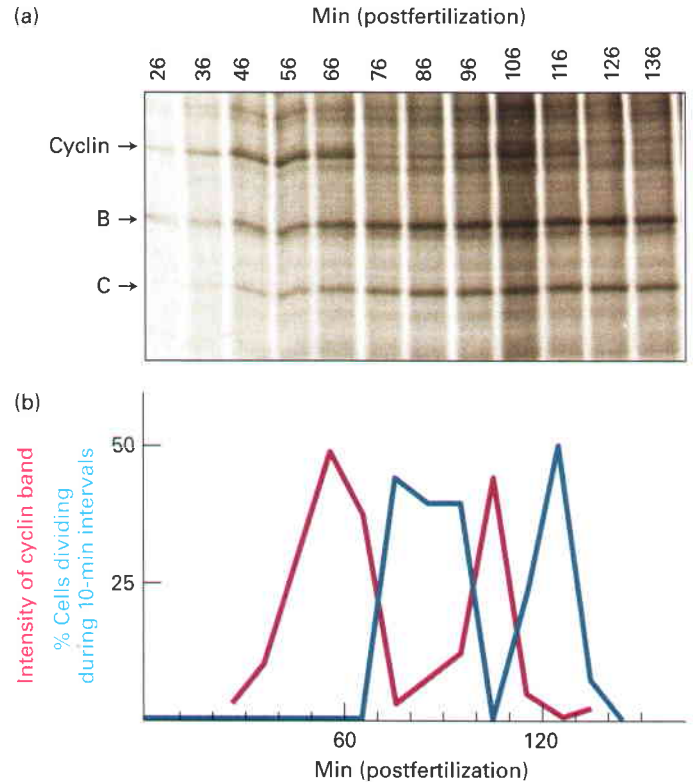 (a)
Min (postfertilization)
26 36 46 56 66 76 86 96 106 116 126 136
Cyclin →
B →
C →
(b)
50
25
Intensity of cyclin band
% Cells dividing
during 10-min intervals
60 120
Min (postfertilization)